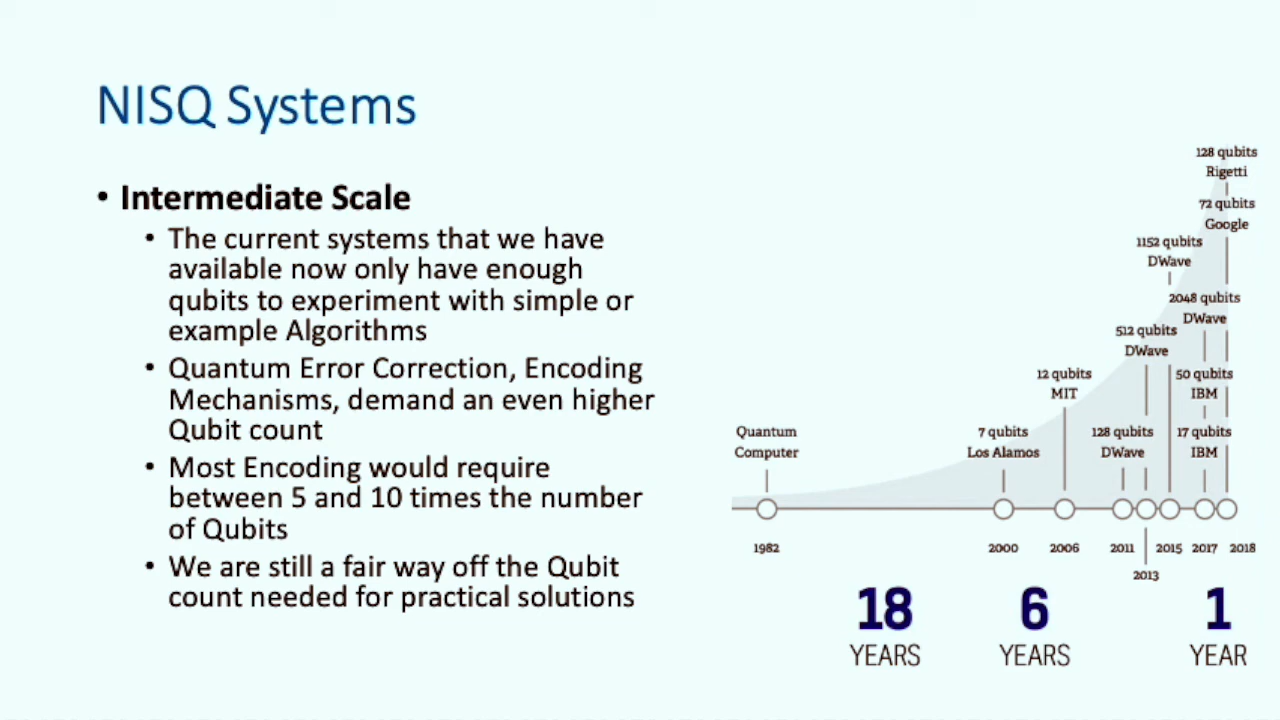 NISQ Systems
• Intermediate Scale
• The current systems that we have
available now only have enough
qubits to experiment with simple or
example Algorithms
• Quantum Error Correction, Encoding
Mechanisms, demand an even higher
Qubit count
• Most Encoding would require
between 5 and 10 times the number
of Qubits
• We are still a fair way off the Qubit
count needed for practical solutions
128 qubits
Rigetti
72 qubits
Google
1152 qubits
DWave
2048 qubits
DWave
512 qubits
DWave
12 qubits
MIT
50 qubits
IBM
Quantum
Computer
7 qubits
Los Alamos
128 qubits
DWave
17 qubits
IBM
1982
2000
2006
2011
2013
2015
2017
2018
18
YEARS
6
YEARS
1
YEAR